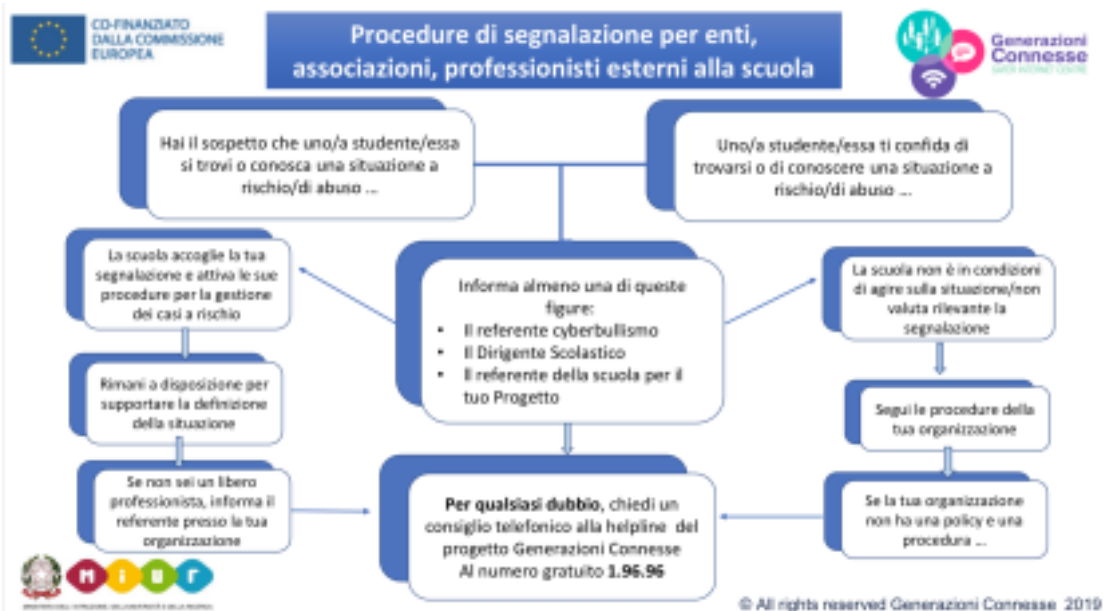 CO-FINANZIATO
DALLA COMMISSIONE
EUROPEA
Procedure di segnalazione per enti,
associazioni, professionisti esterni alla scuola
Generazioni
Connesse
SAFER INTERNET CENTRE
Hai il sospetto che uno/a studente/essa
si trovi o conosca una situazione a
rischio/di abuso ...
Uno/a studente/essa ti confida di
trovarsi o di conoscere una situazione a
rischio/di abuso ...
La scuola accoglie la tua
segnalazione e attiva le sue
procedure per la gestione
dei casi a rischio
Informa almeno una di queste
figure:
• Il referente cyberbullismo
• Il Dirigente Scolastico
• Il referente della scuola per il
tuo Progetto
La scuola non è in condizioni
di agire sulla situazione/non
valuta rilevante la
segnalazione
Rimani a disposizione per
supportare la definizione
della situazione
Segui le procedure della
tua organizzazione
Se non sei un libero
professionista, informa il
referente presso la tua
organizzazione
Per qualsiasi dubbio, chiedi un
consiglio telefonico alla helpline del
progetto Generazioni Connesse
Al numero gratuito 1.96.96
Se la tua organizzazione
non ha una policy e una
procedura ...
MIUR
© All rights reserved Generazioni Connesse 2019